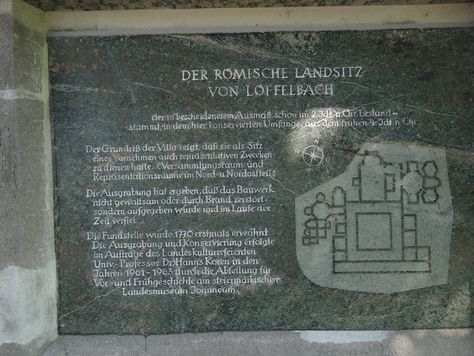 DER RÖMISCHE LANDSITZ
VON LÖFFELBACH
der in bescheidenerem Ausmaß schon im 2. Jdt. n. Chr. bestand –
stammt, in dem hier konservierten Umfange, aus dem frühen 4. Jdt. n. Chr.
Der Grundriß der Villa zeigt, daß sie als Sitz
eines Vornehmen auch repräsentativen Zwecken
zu dienen hatte. (Versammlungsraum und
Repräsentationsräume im Nord- u. Nordostteil)
Die Ausgrabung hat ergeben, daß das Bauwerk
nicht gewaltsam oder durch Brand zerstört –
sondern aufgegeben wurde und im Laufe der
Zeit verfiel.
Die Fundstelle wurde 1770 erstmals erwähnt.
Die Ausgrabung und Konservierung erfolgte
im Auftrage des Landeskulturreferenten
Univ.-Professor Dr. Hanns Koren in den
Jahren 1961–1963 durch die Abteilung für
Vor- und Frühgeschichte am steiermärkischen
Landesmuseum Joanneum.